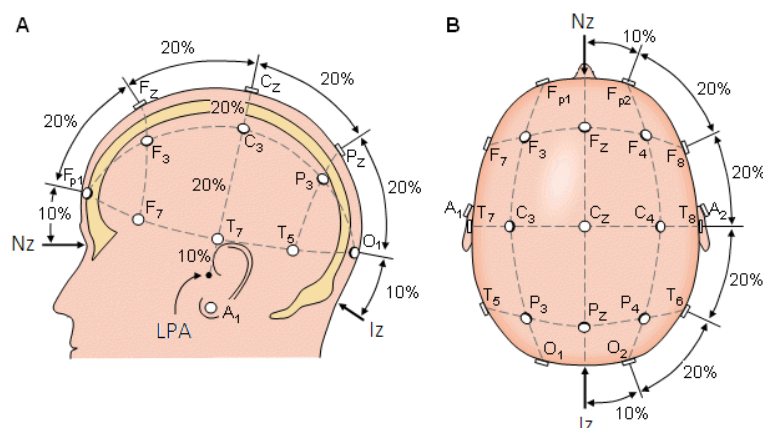 A
20%
20%
Fz
Cz
20%
20%
20%
C3
F3
Pz
Fp1
20%
P3
20%
10%
F7
T7
T5
Nz
10%
O1
10%
A1
LPA
Iz
B
Nz
10%
Fp1
Fp2
20%
F7
F3
Fz
F4
F8
20%
A1
T7
C3
Cz
C4
T8
A2
20%
T5
P3
Pz
P4
T6
O1
O2
20%
10%
Iz